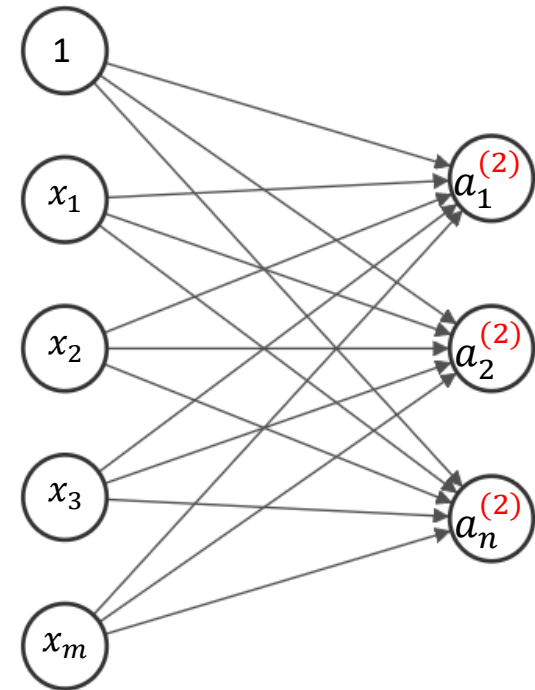 1
x₁
x₂
x₃
xₘ
a₁⁽²⁾
a₂⁽²⁾
aₙ⁽²⁾